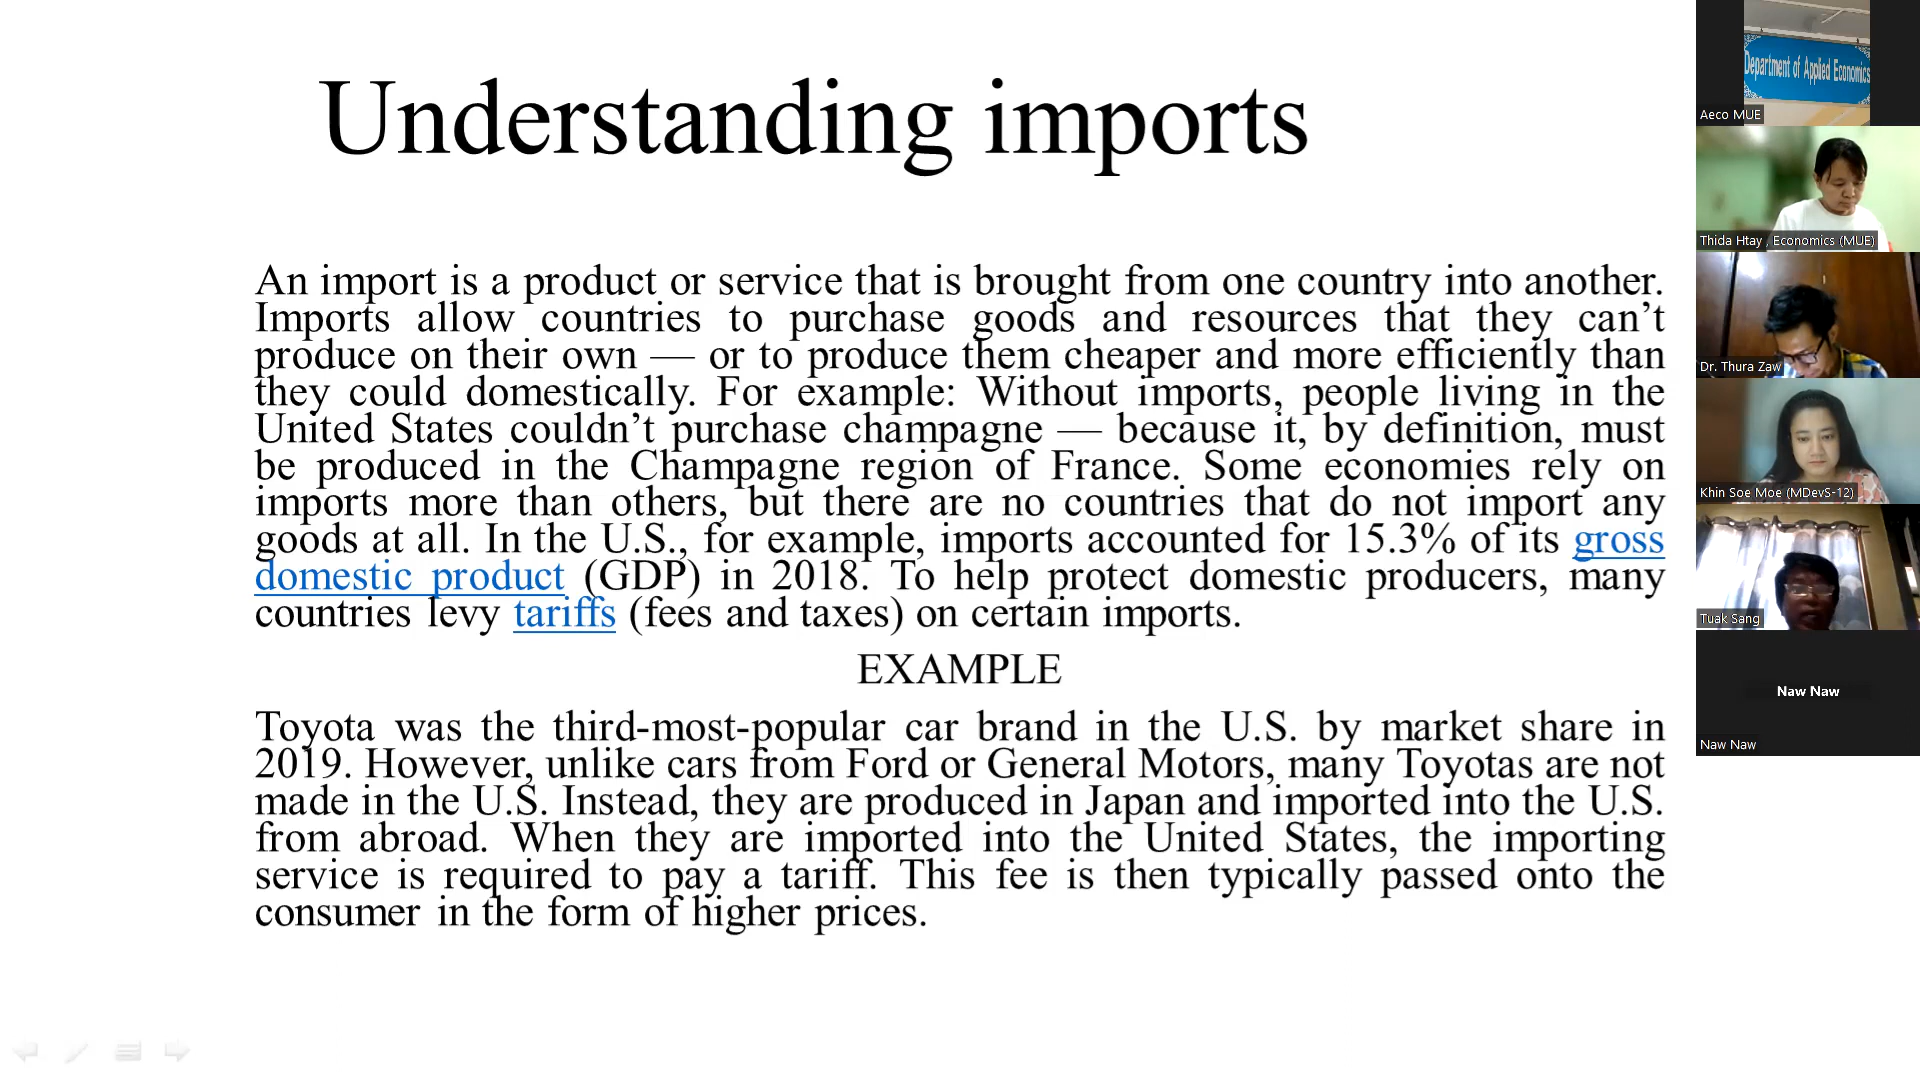 Understanding imports
An import is a product or service that is brought from one country into another.
Imports allow countries to purchase goods and resources that they can’t
produce on their own — or to produce them cheaper and more efficiently than
they could domestically. For example: Without imports, people living in the
United States couldn’t purchase champagne — because it, by definition, must
be produced in the Champagne region of France. Some economies rely on
imports more than others, but there are no countries that do not import any
goods at all. In the U.S., for example, imports accounted for 15.3% of its gross
domestic product (GDP) in 2018. To help protect domestic producers, many
countries levy tariffs (fees and taxes) on certain imports.
EXAMPLE
Toyota was the third-most-popular car brand in the U.S. by market share in
2019. However, unlike cars from Ford or General Motors, many Toyotas are not
made in the U.S. Instead, they are produced in Japan and imported into the U.S.
from abroad. When they are imported into the United States, the importing
service is required to pay a tariff. This fee is then typically passed onto the
consumer in the form of higher prices.
Department of Applied Economics
Aeco MUE
Thida Htay , Economics (MUE)
Dr. Thura Zaw
Khin Soe Moe (MDevS-12)
Tuak Sang
Naw Naw
Naw Naw